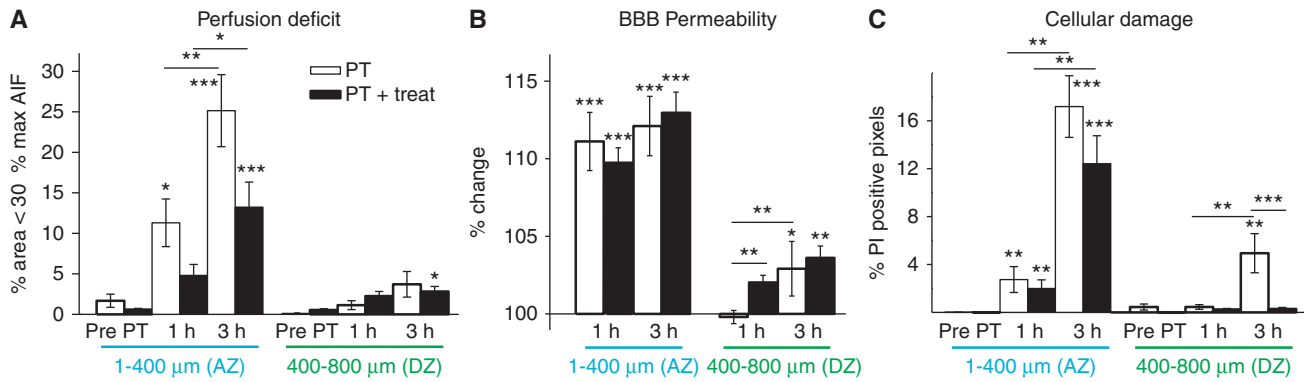 A
Perfusion deficit
% area < 30 % max AIF
30
25
20
15
10
5
0
PT
PT + treat
*
***
**
*
***
*
Pre PT 1 h 3 h Pre PT 1 h 3 h
1-400 µm (AZ) 400-800 µm (DZ)
B
BBB Permeability
% change
115
110
105
100
*** *** *** ***
**
**
* **
1 h 3 h 1 h 3 h
1-400 µm (AZ) 400-800 µm (DZ)
C
Cellular damage
% PI positive pixels
16
12
8
4
**
**
***
***
** **
** ***
**
Pre PT 1 h 3 h Pre PT 1 h 3 h
1-400 µm (AZ) 400-800 µm (DZ)